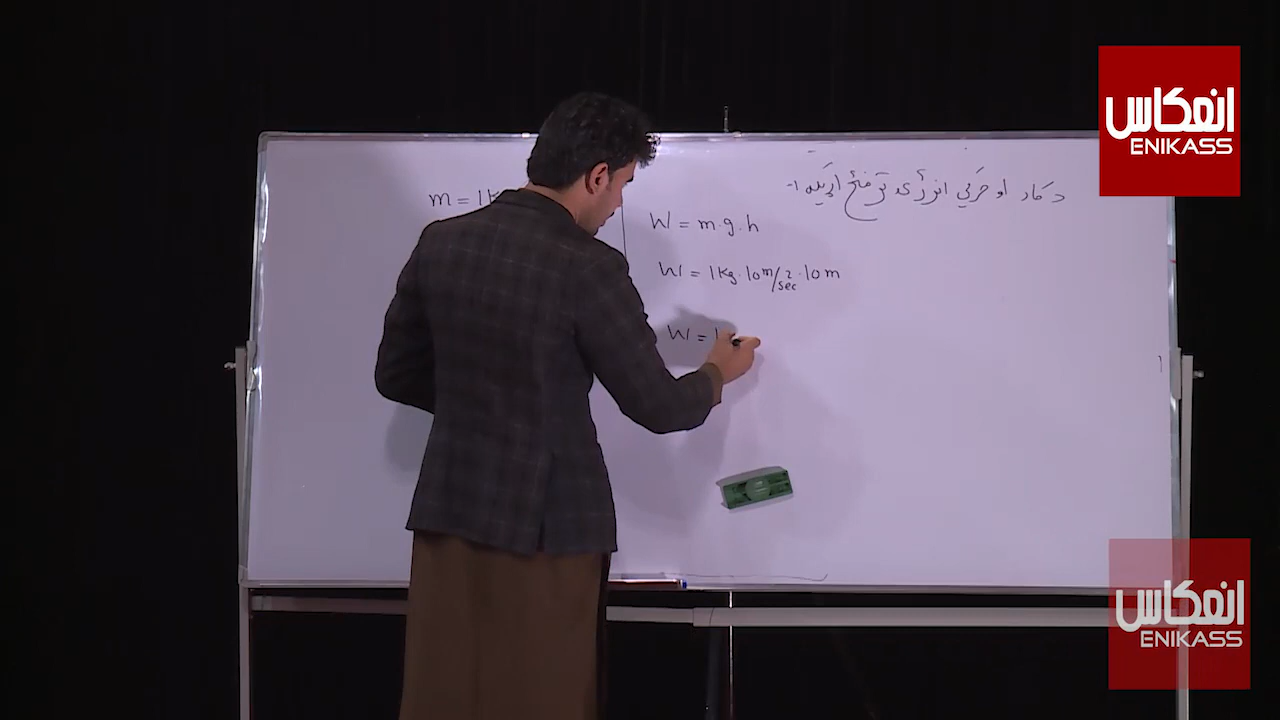 انعکاس
ENIKASS
د کار او حرکي انرژۍ تر منځ اړیکه -۱
m = 1K
W = m.g.h
W = 1Kg.10m/sec².10m
W = 1
انعکاس
ENIKASS